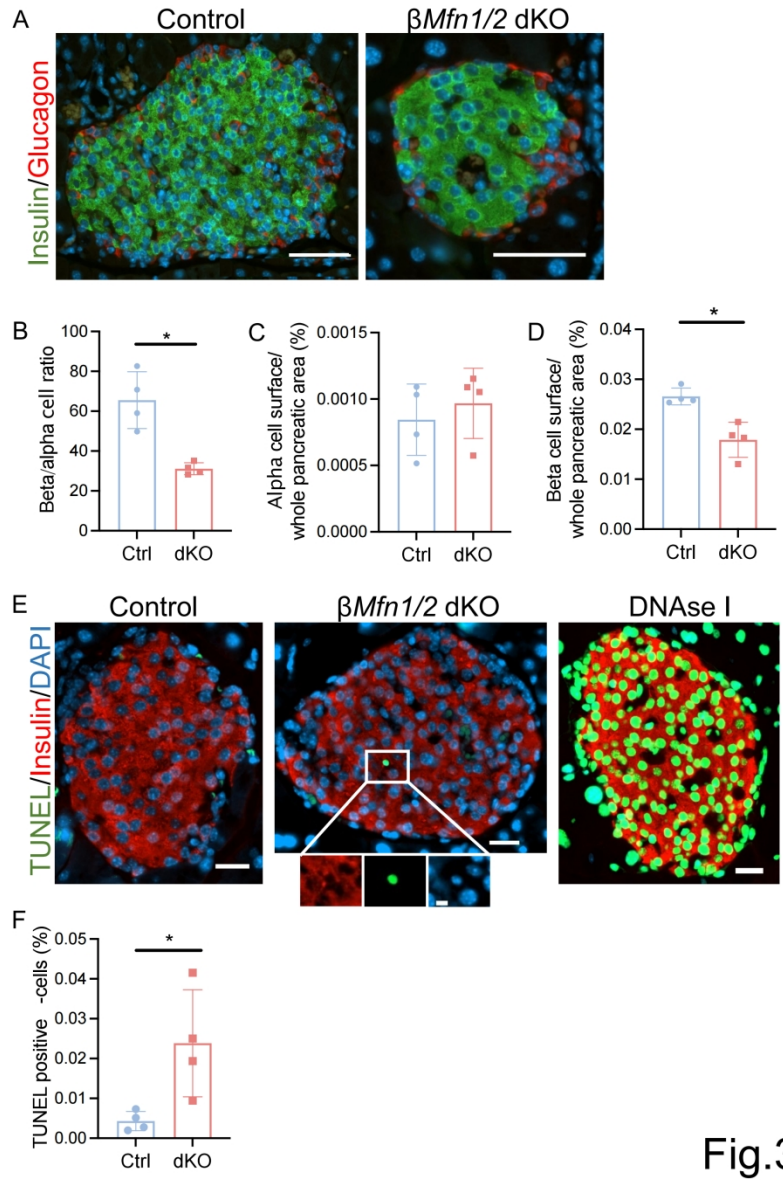 A
Control
βMfn1/2 dKO
Insulin/Glucagon
B
Beta/alpha cell ratio
100
80
60
40
20
0
*
Ctrl dKO
C
Alpha cell surface/
whole pancreatic area (%)
0.0015
0.0010
0.0005
0.0000
Ctrl dKO
D
Beta cell surface/
whole pancreatic area (%)
0.04
0.03
0.02
0.01
0.00
*
Ctrl dKO
E
Control
βMfn1/2 dKO
DNAse I
TUNEL/Insulin/DAPI
F
TUNEL positive -cells (%)
0.05
0.04
0.03
0.02
0.01
0.00
*
Ctrl dKO
Fig.3